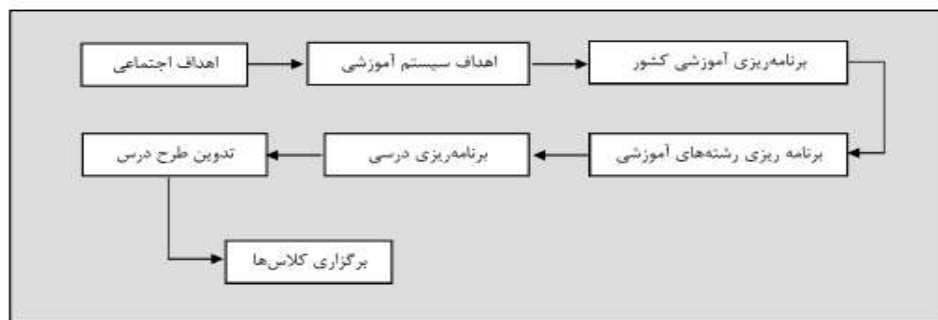 اهداف اجتماعی
اهداف سیستم آموزشی
برنامه‌ریزی آموزشی کشور
برنامه ریزی رشته‌های آموزشی
برنامه‌ریزی درسی
تدوین طرح درس
برگزاری کلاس‌ها